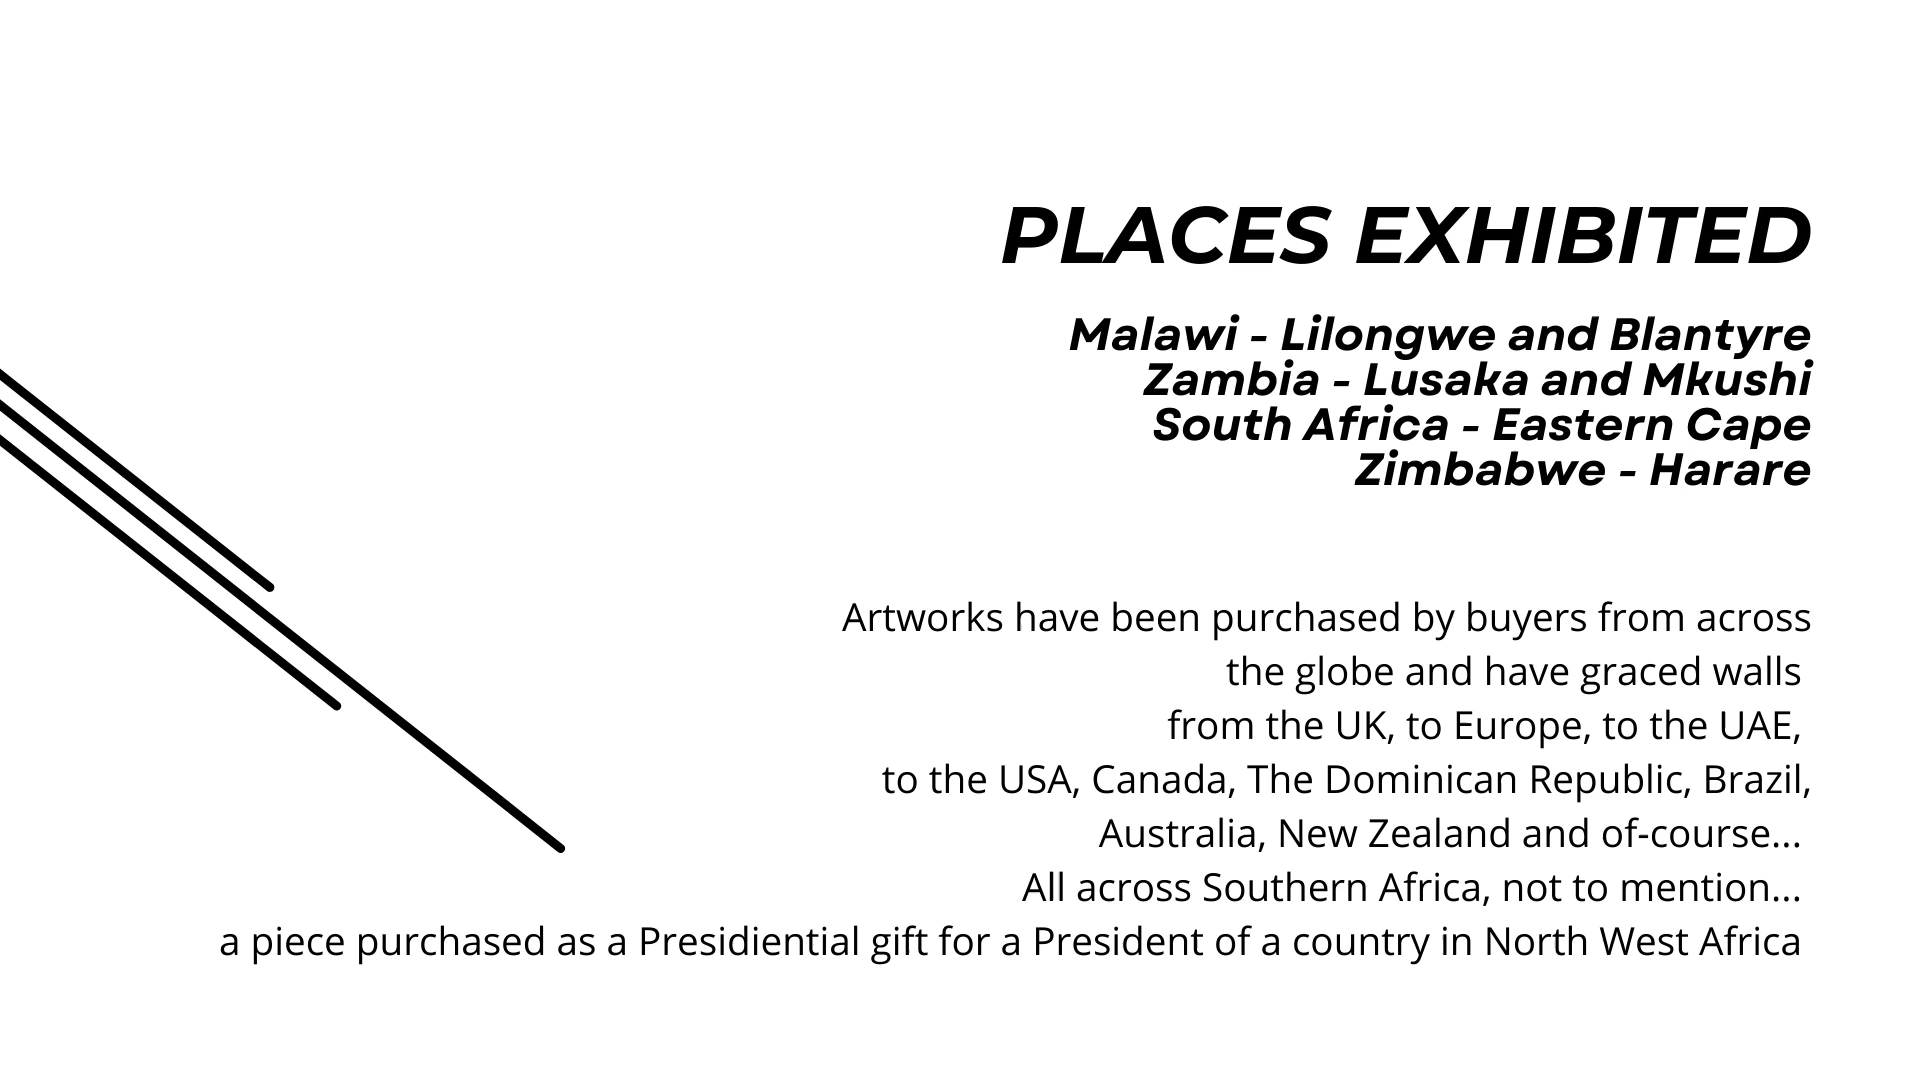 PLACES EXHIBITED
Malawi - Lilongwe and Blantyre
Zambia - Lusaka and Mkushi
South Africa - Eastern Cape
Zimbabwe - Harare
Artworks have been purchased by buyers from across
the globe and have graced walls
from the UK, to Europe, to the UAE,
to the USA, Canada, The Dominican Republic, Brazil,
Australia, New Zealand and of-course...
All across Southern Africa, not to mention...
a piece purchased as a Presidiential gift for a President of a country in North West Africa